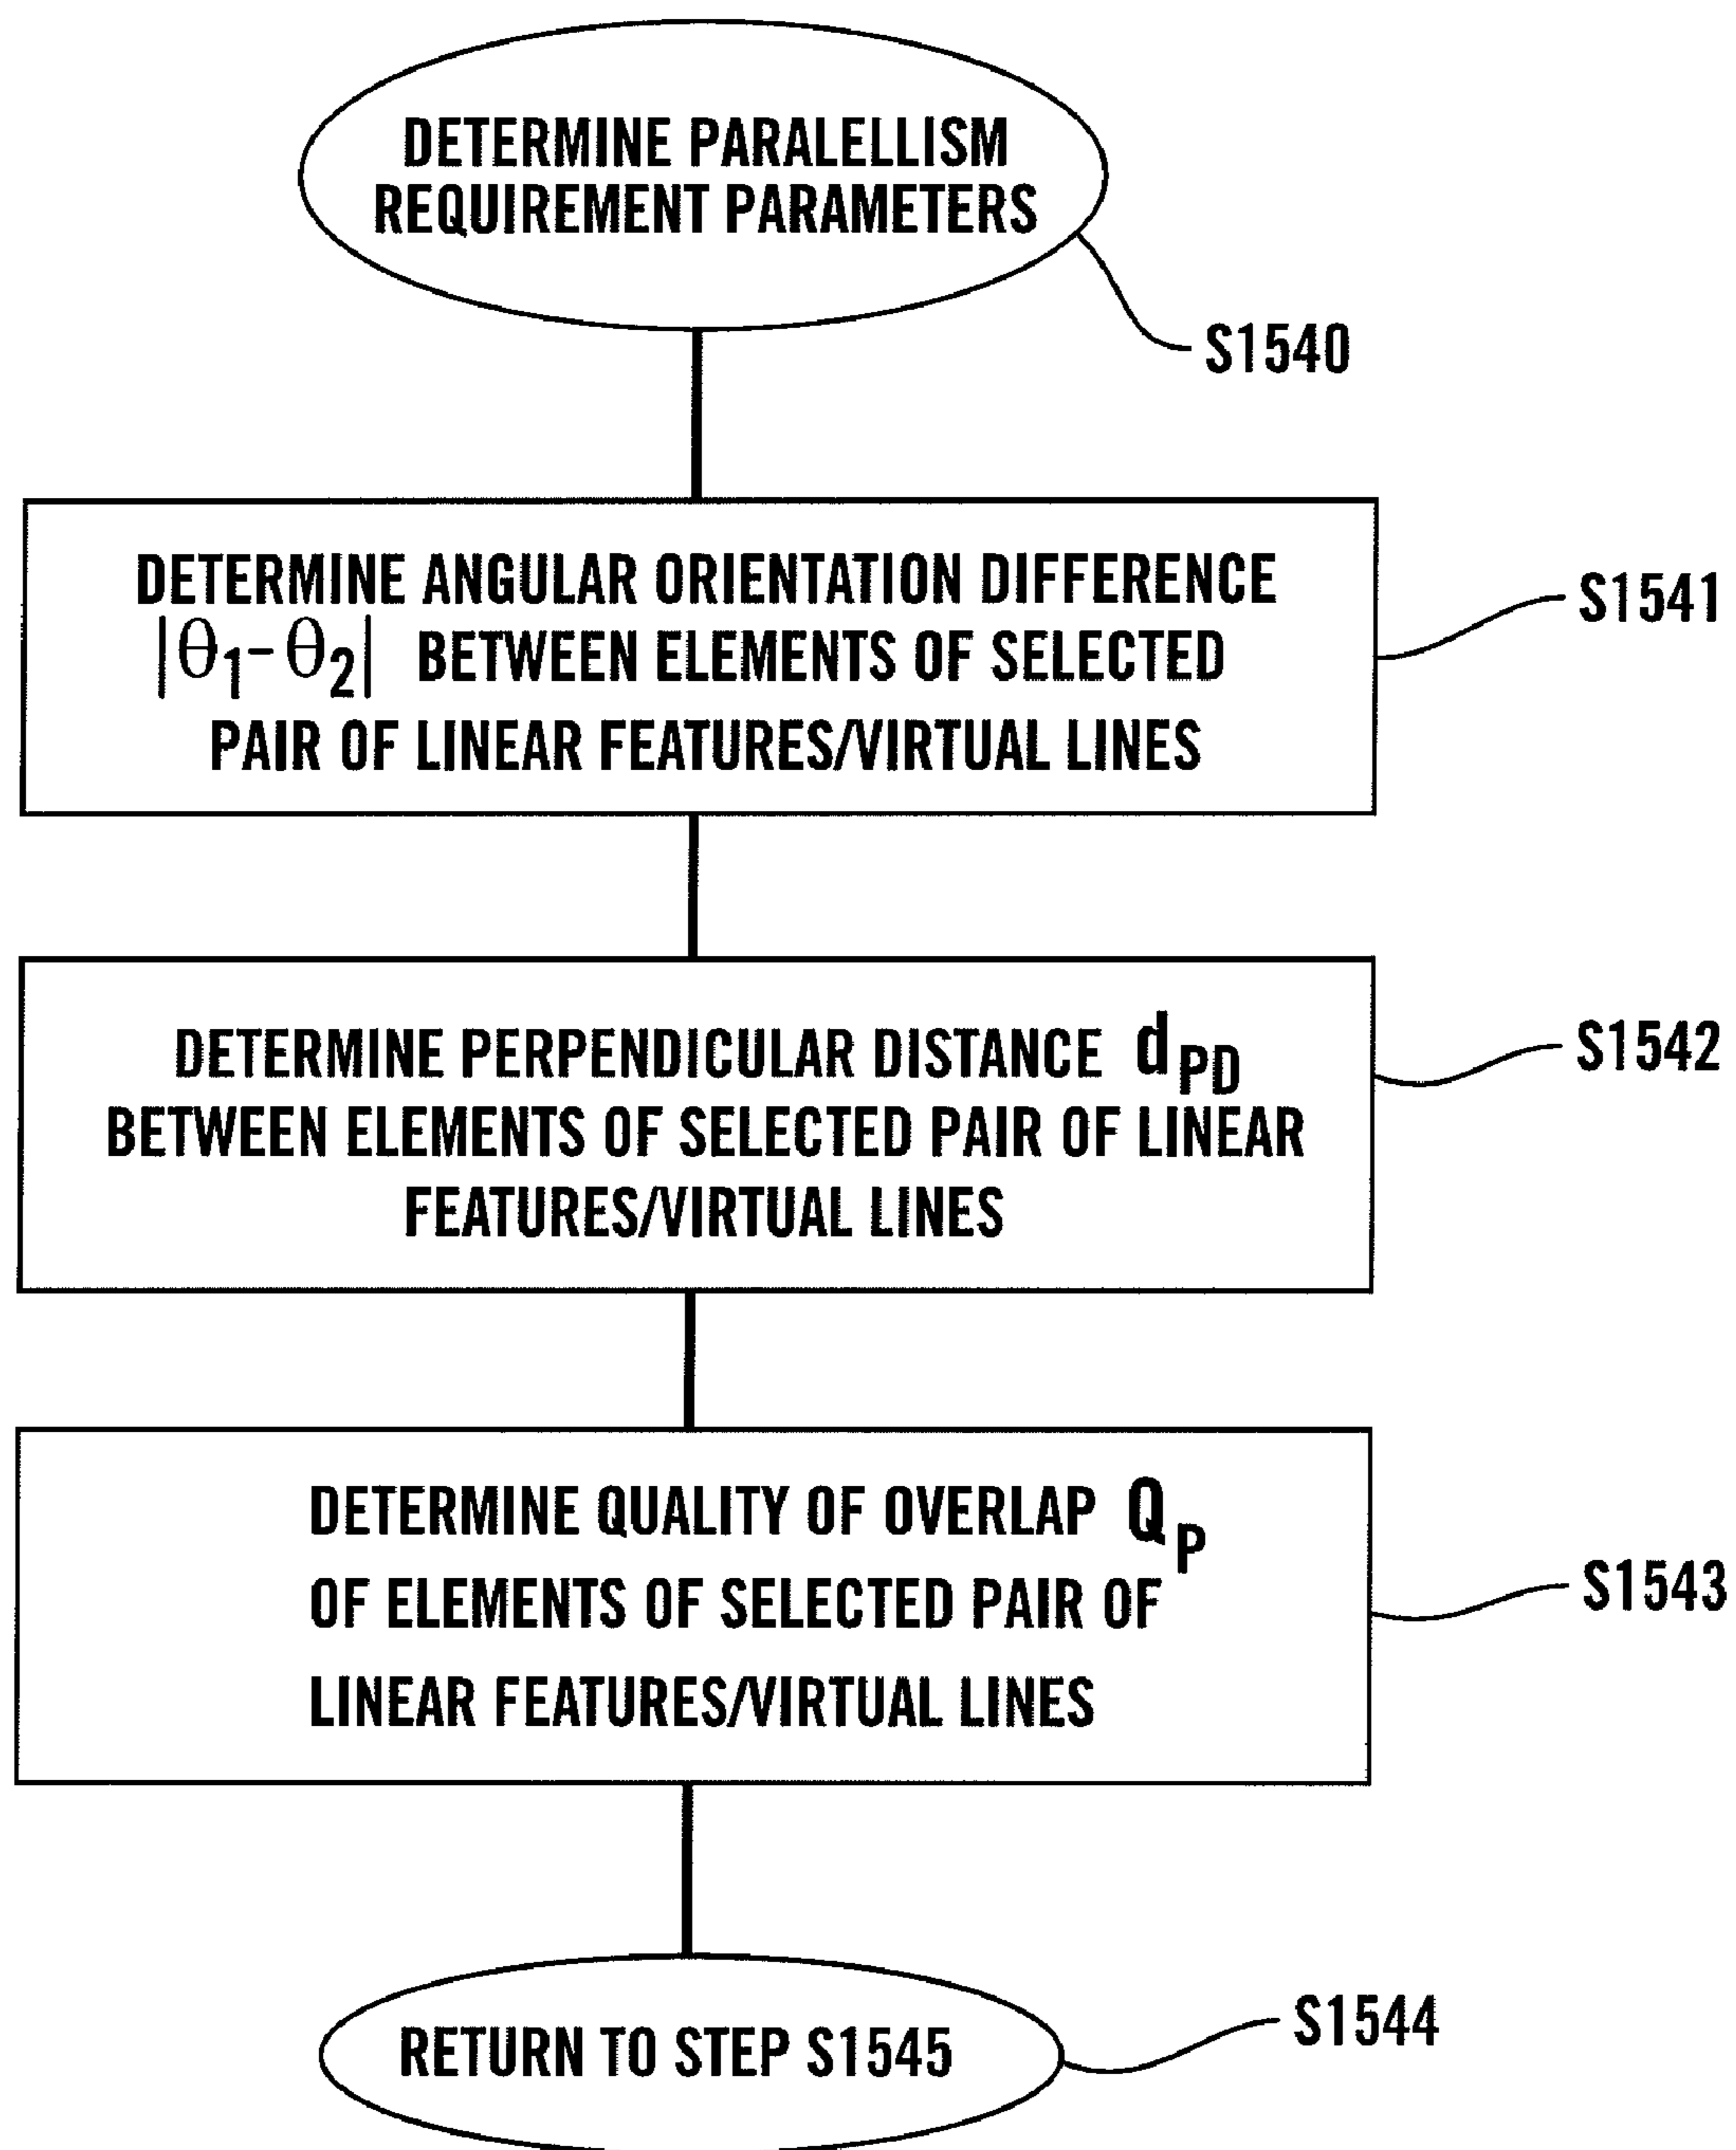 DETERMINE PARALELLISM
REQUIREMENT PARAMETERS
S1540
DETERMINE ANGULAR ORIENTATION DIFFERENCE
|θ1-θ2| BETWEEN ELEMENTS OF SELECTED
PAIR OF LINEAR FEATURES/VIRTUAL LINES
S1541
DETERMINE PERPENDICULAR DISTANCE dPD
BETWEEN ELEMENTS OF SELECTED PAIR OF LINEAR
FEATURES/VIRTUAL LINES
S1542
DETERMINE QUALITY OF OVERLAP QP
OF ELEMENTS OF SELECTED PAIR OF
LINEAR FEATURES/VIRTUAL LINES
S1543
RETURN TO STEP S1545
S1544